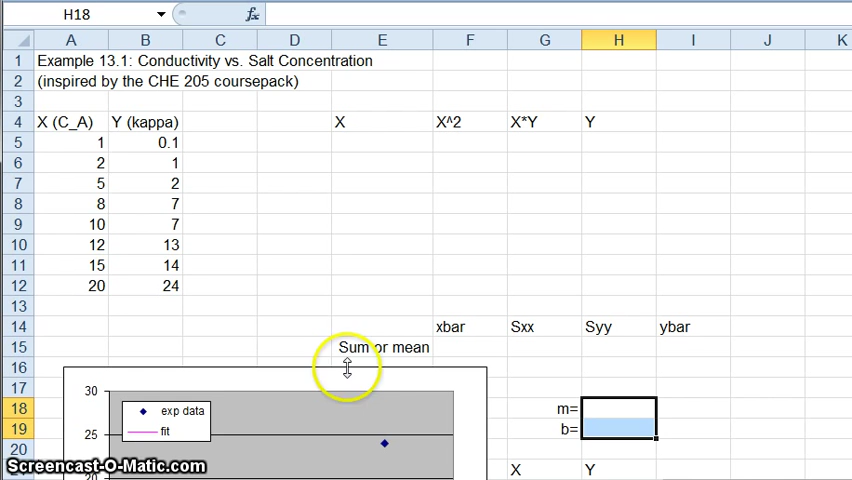 H18 fx
A B C D E F G H I J K
1 Example 13.1: Conductivity vs. Salt Concentration
2 (inspired by the CHE 205 coursepack)
3
4 X (C_A) Y (kappa) X X^2 X*Y Y
5 1 0.1
6 2 1
7 5 2
8 8 7
9 10 7
10 12 13
11 15 14
12 20 24
13
14 xbar Sxx Syy ybar
15 Sum or mean
16
17 30
18 exp data m=
19 fit b=
25
20
X Y
20
Screencast-O-Matic.com